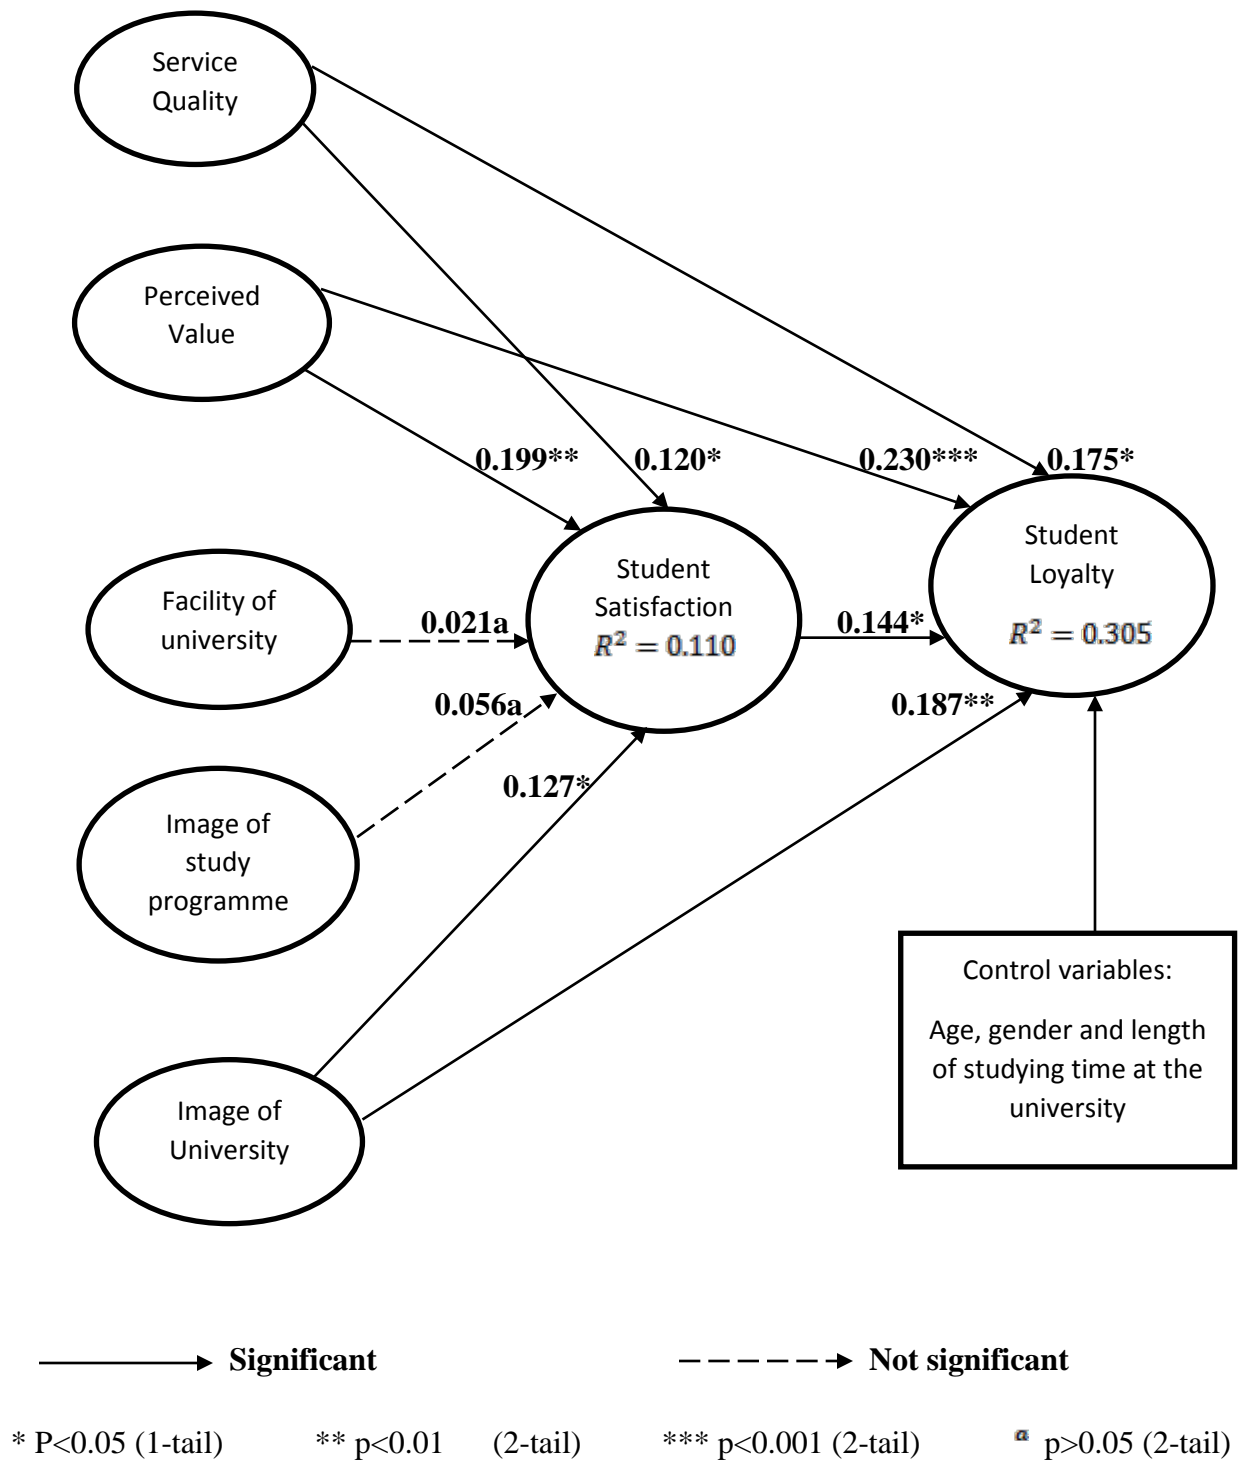 Service
Quality
Perceived
Value
0.199**
0.120*
0.230***
0.175*
Facility of
university
0.021a
Student
Satisfaction
R² = 0.110
0.144*
Student
Loyalty
R² = 0.305
0.056a
0.187**
0.127*
Image of
study
programme
Image of
University
Control variables:
Age, gender and length
of studying time at the
university
Significant
Not significant
* P<0.05 (1-tail) ** p<0.01 (2-tail) *** p<0.001 (2-tail) ᵃ p>0.05 (2-tail)